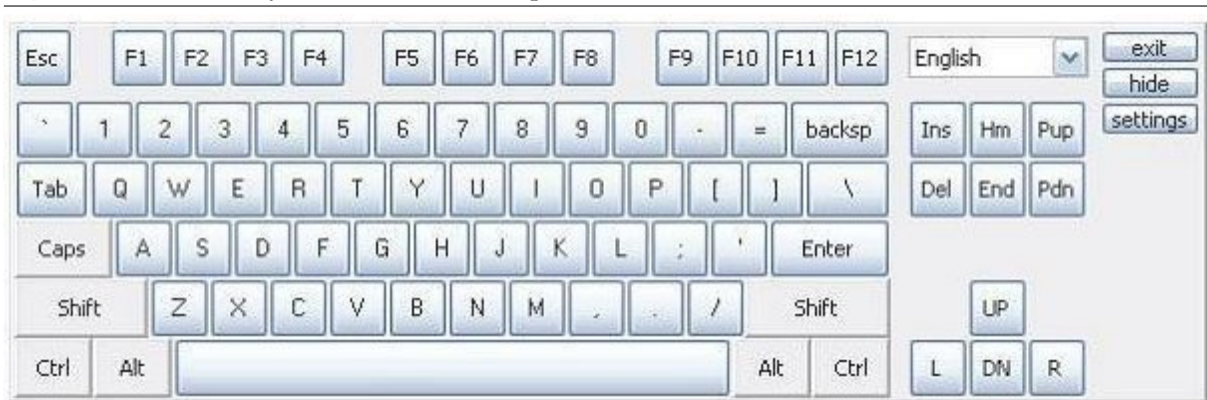 Esc F1 F2 F3 F4 F5 F6 F7 F8 F9 F10 F11 F12 English exit
hide
` 1 2 3 4 5 6 7 8 9 0 - = backsp Ins Hm Pup settings
Tab Q W E R T Y U I O P [ ] \ Del End Pdn
Caps A S D F G H J K L ; ' Enter
Shift Z X C V B N M , . / Shift UP
Ctrl Alt Alt Ctrl L DN R